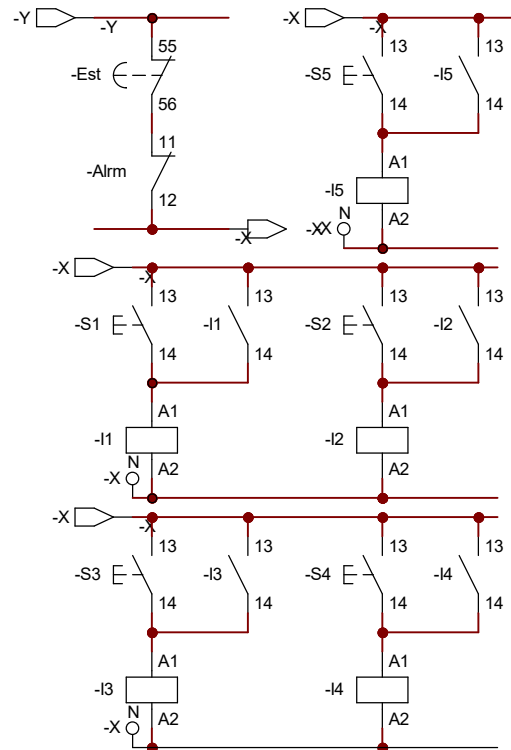 -Y -Y -X -X
55 13 13
-Est -S5 -I5
56 14 14
11 A1
-Alrm -I5
12 A2
N
-X -XX
-X -X
13 13 13 13
-S1 -I1 -S2 -I2
14 14 14 14
A1 A1
-I1 -I2
A2 A2
N
-X
-X -X
13 13 13 13
-S3 -I3 -S4 -I4
14 14 14 14
A1 A1
-I3 -I4
A2 A2
N
-X